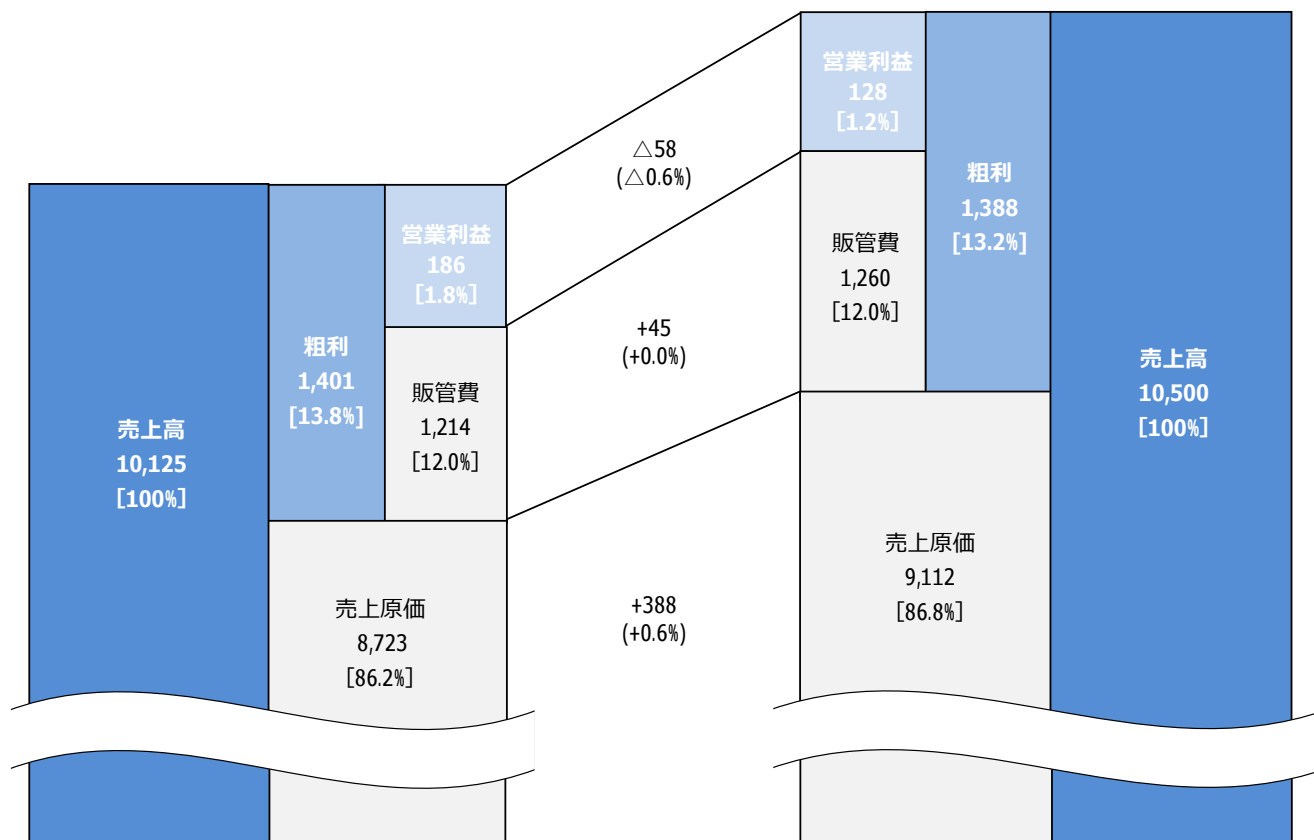 売上高
10,125
[100%]
粗利
1,401
[13.8%]
営業利益
186
[1.8%]
販管費
1,214
[12.0%]
売上原価
8,723
[86.2%]
△58
(△0.6%)
+45
(+0.0%)
+388
(+0.6%)
営業利益
128
[1.2%]
販管費
1,260
[12.0%]
粗利
1,388
[13.2%]
売上原価
9,112
[86.8%]
売上高
10,500
[100%]